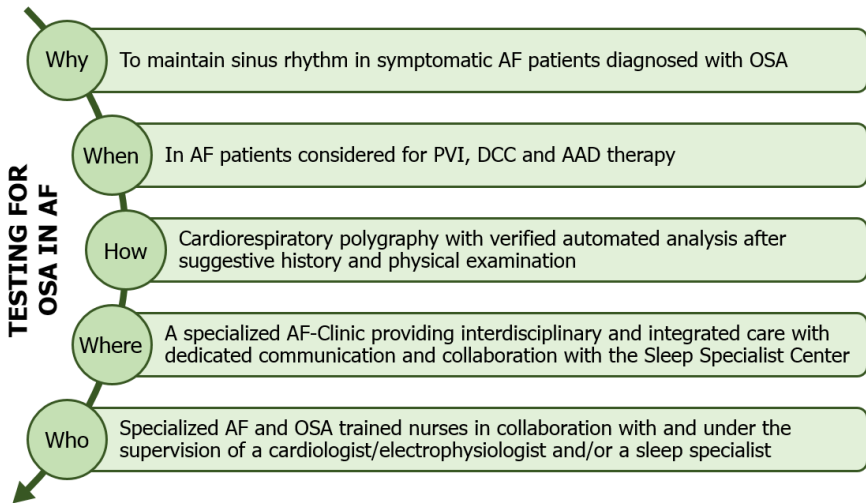 TESTING FOR
OSA IN AF
Why
To maintain sinus rhythm in symptomatic AF patients diagnosed with OSA
When
In AF patients considered for PVI, DCC and AAD therapy
How
Cardiorespiratory polygraphy with verified automated analysis after
suggestive history and physical examination
Where
A specialized AF-Clinic providing interdisciplinary and integrated care with
dedicated communication and collaboration with the Sleep Specialist Center
Who
Specialized AF and OSA trained nurses in collaboration with and under the
supervision of a cardiologist/electrophysiologist and/or a sleep specialist